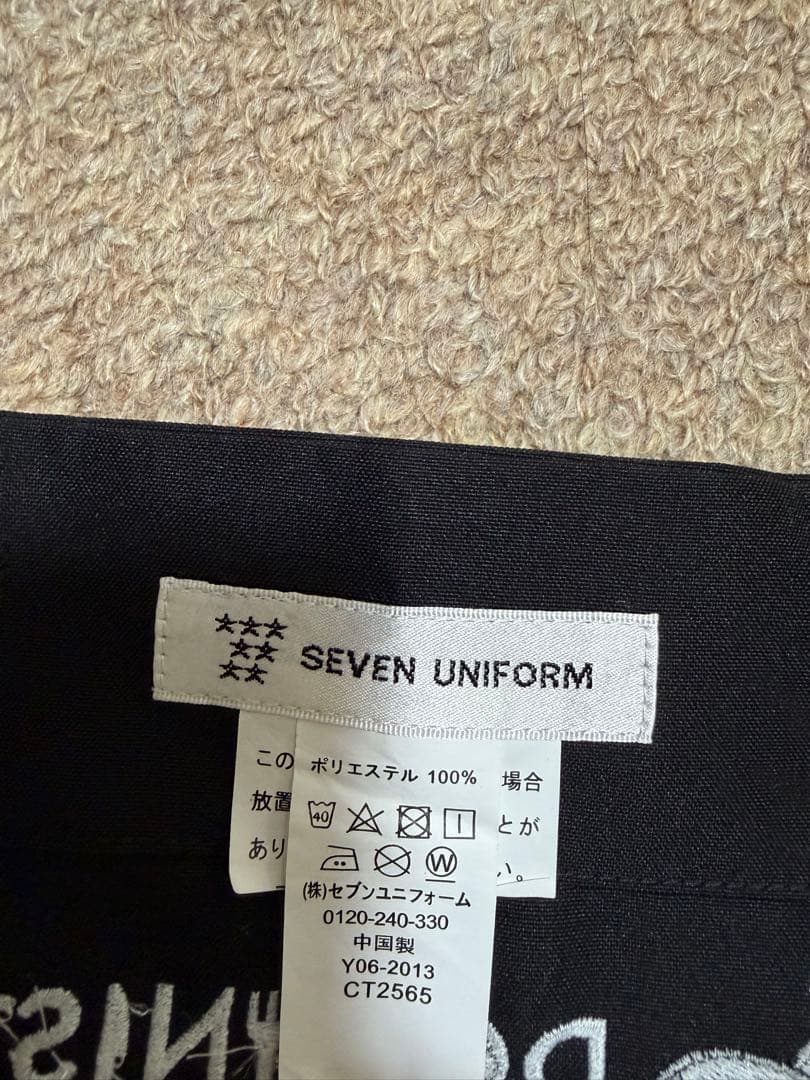 SEVEN UNIFORM
この
放置
あり
場合
とが
い。
ポリエステル 100%
40
W
(株)セブンユニフォーム
0120-240-330
中国製
Y06-2013
CT2565